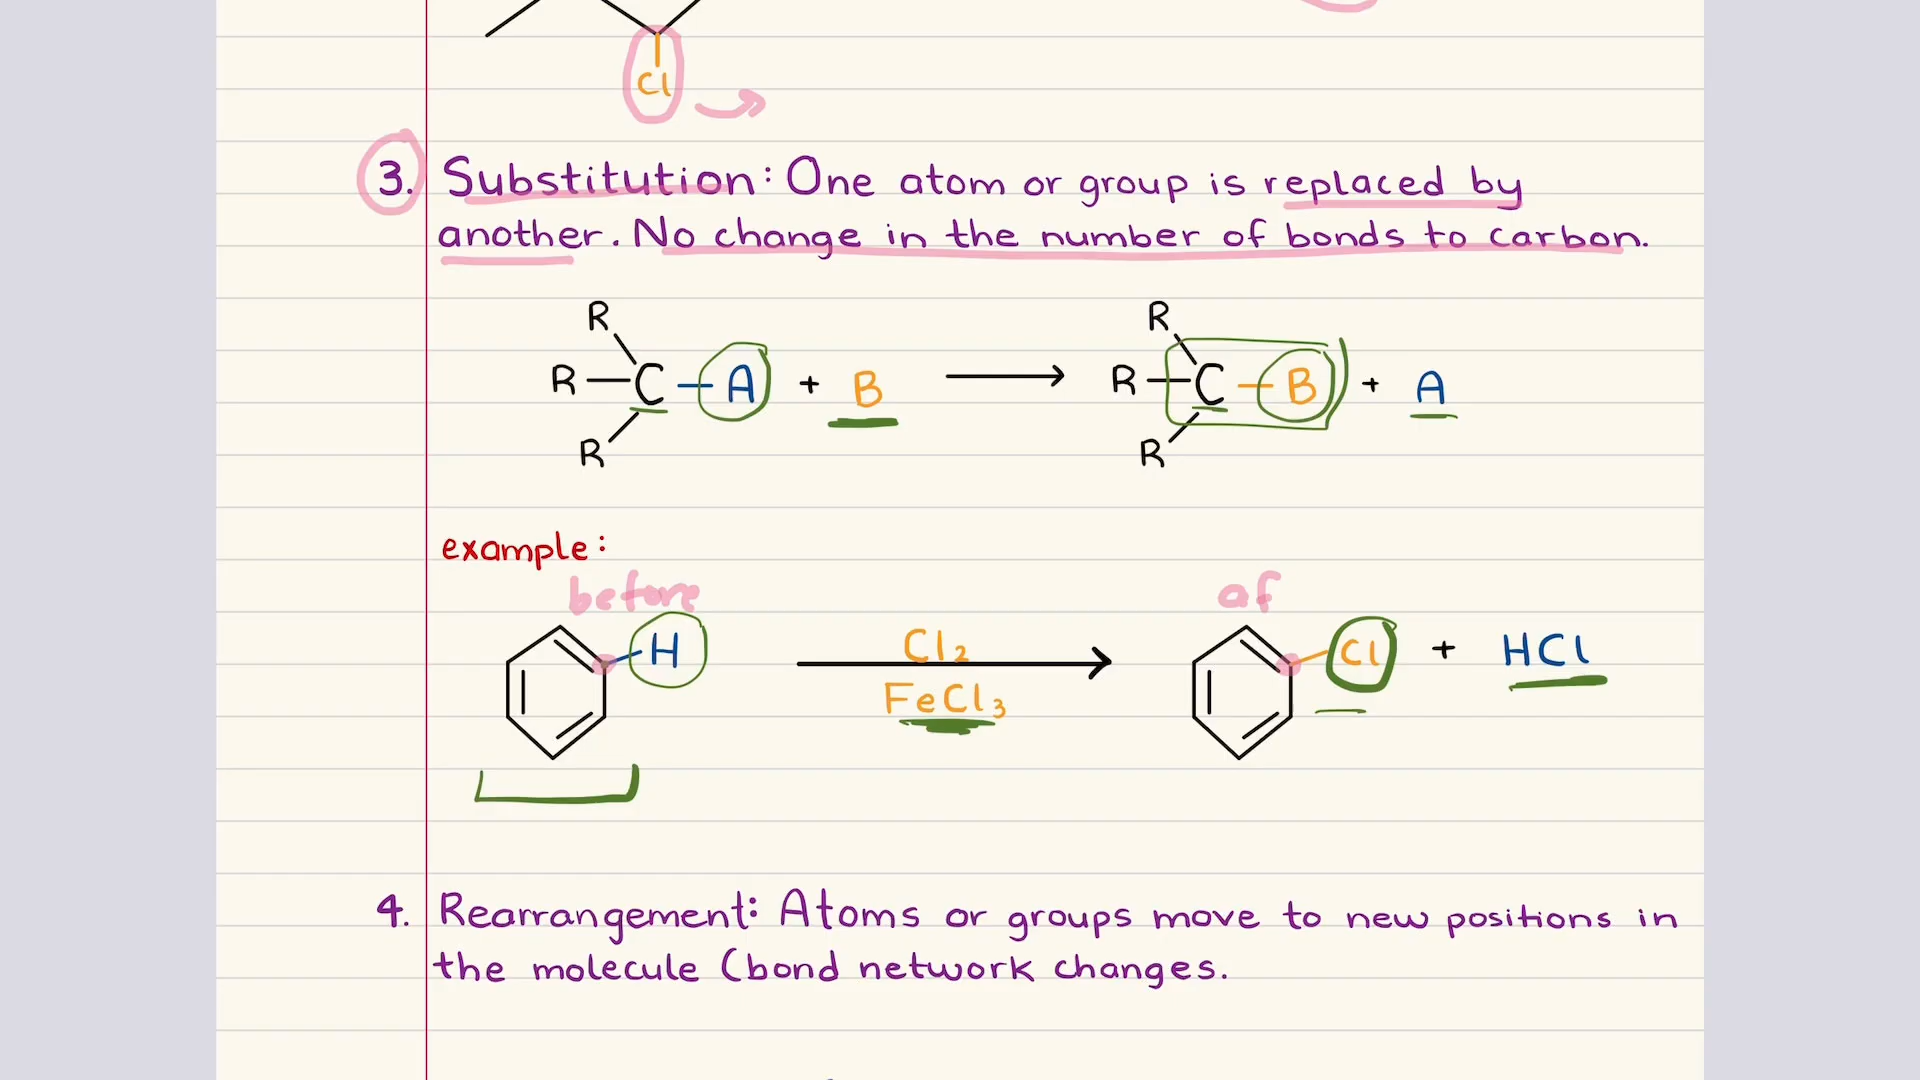 Cl
3. Substitution: One atom or group is replaced by
another. No change in the number of bonds to carbon.
R R
R C A + B R C B + A
R R
example:
before af
H Cl₂ Cl + HCl
FeCl₃
4. Rearrangement: Atoms or groups move to new positions in
the molecule (bond network changes.